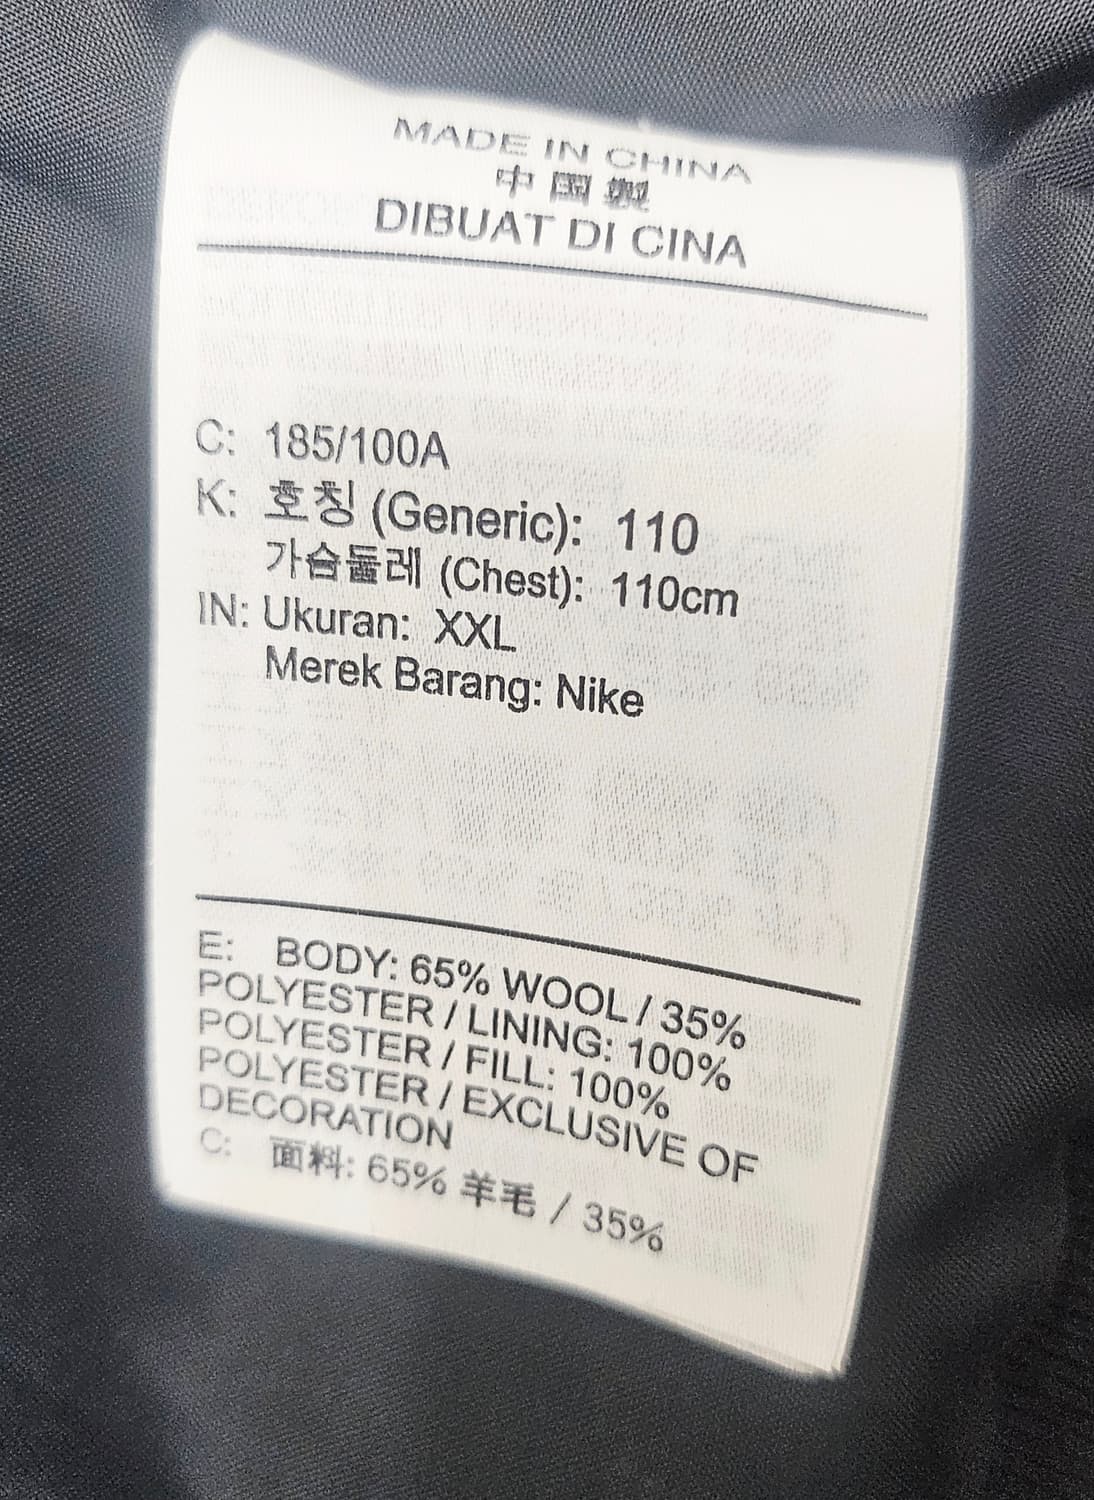 MADE IN CHINA
中国製
DIBUAT DI CINA
C: 185/100A
K: 호칭 (Generic): 110
가슴둘레 (Chest): 110cm
IN: Ukuran: XXL
Merek Barang: Nike
E: BODY: 65% WOOL / 35%
POLYESTER / LINING: 100%
POLYESTER / FILL: 100%
POLYESTER / EXCLUSIVE OF
DECORATION
C: 面料: 65% 羊毛 / 35%